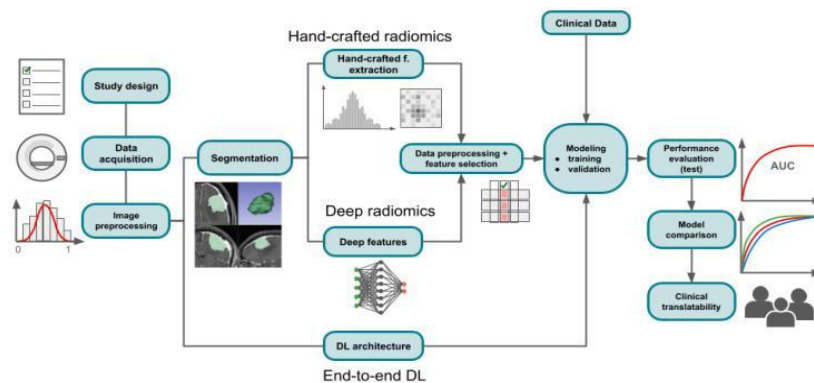 Hand-crafted radiomics
Clinical Data
Hand-crafted f.
extraction
Study design
Data
acquisition
Segmentation
Data preprocessing +
feature selection
Modeling
• training
• validation
Performance
evaluation
(test)
AUC
Image
preprocessing
Deep radiomics
Deep features
Model
comparison
0
1
Clinical
translatability
DL architecture
End-to-end DL